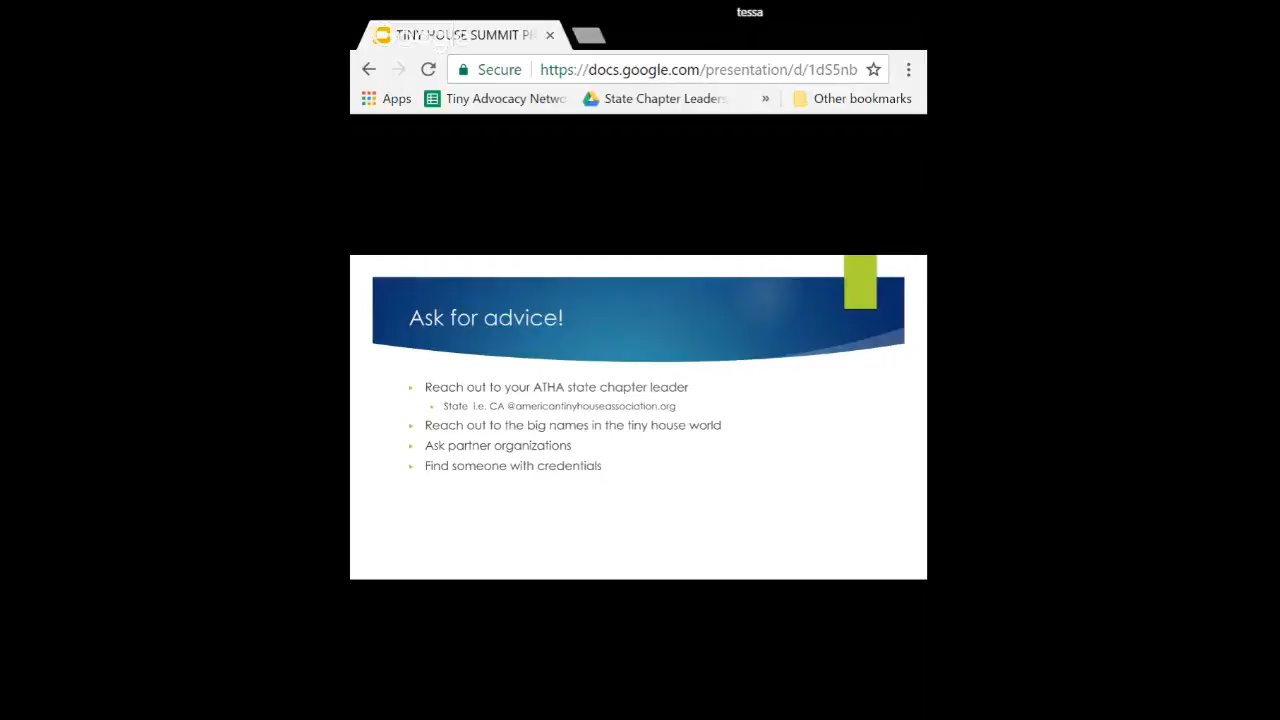 tessa
TINY HOUSE SUMMIT PR
Secure https://docs.google.com/presentation/d/1dS5nb
Apps Tiny Advocacy Netwo State Chapter Leaders, » Other bookmarks
Ask for advice!
Reach out to your ATHA state chapter leader
State i.e. CA @americantinyhouseassociation.org
Reach out to the big names in the tiny house world
Ask partner organizations
Find someone with credentials